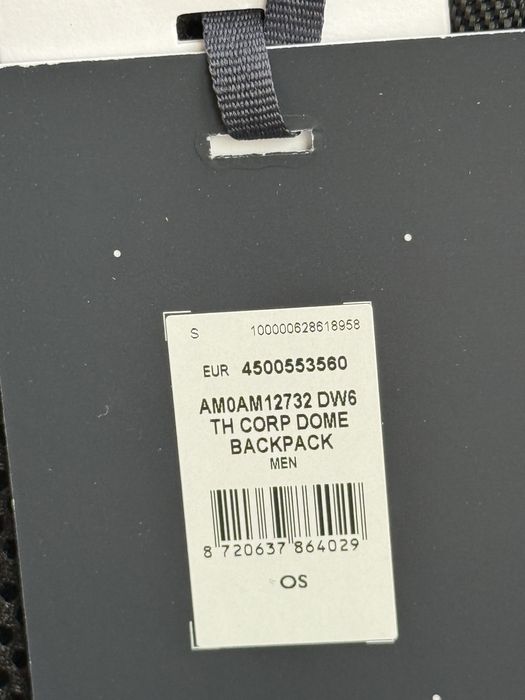 S 100000628618958
EUR 4500553560
AM0AM12732 DW6
TH CORP DOME
BACKPACK
MEN
8 720637 864029
OS